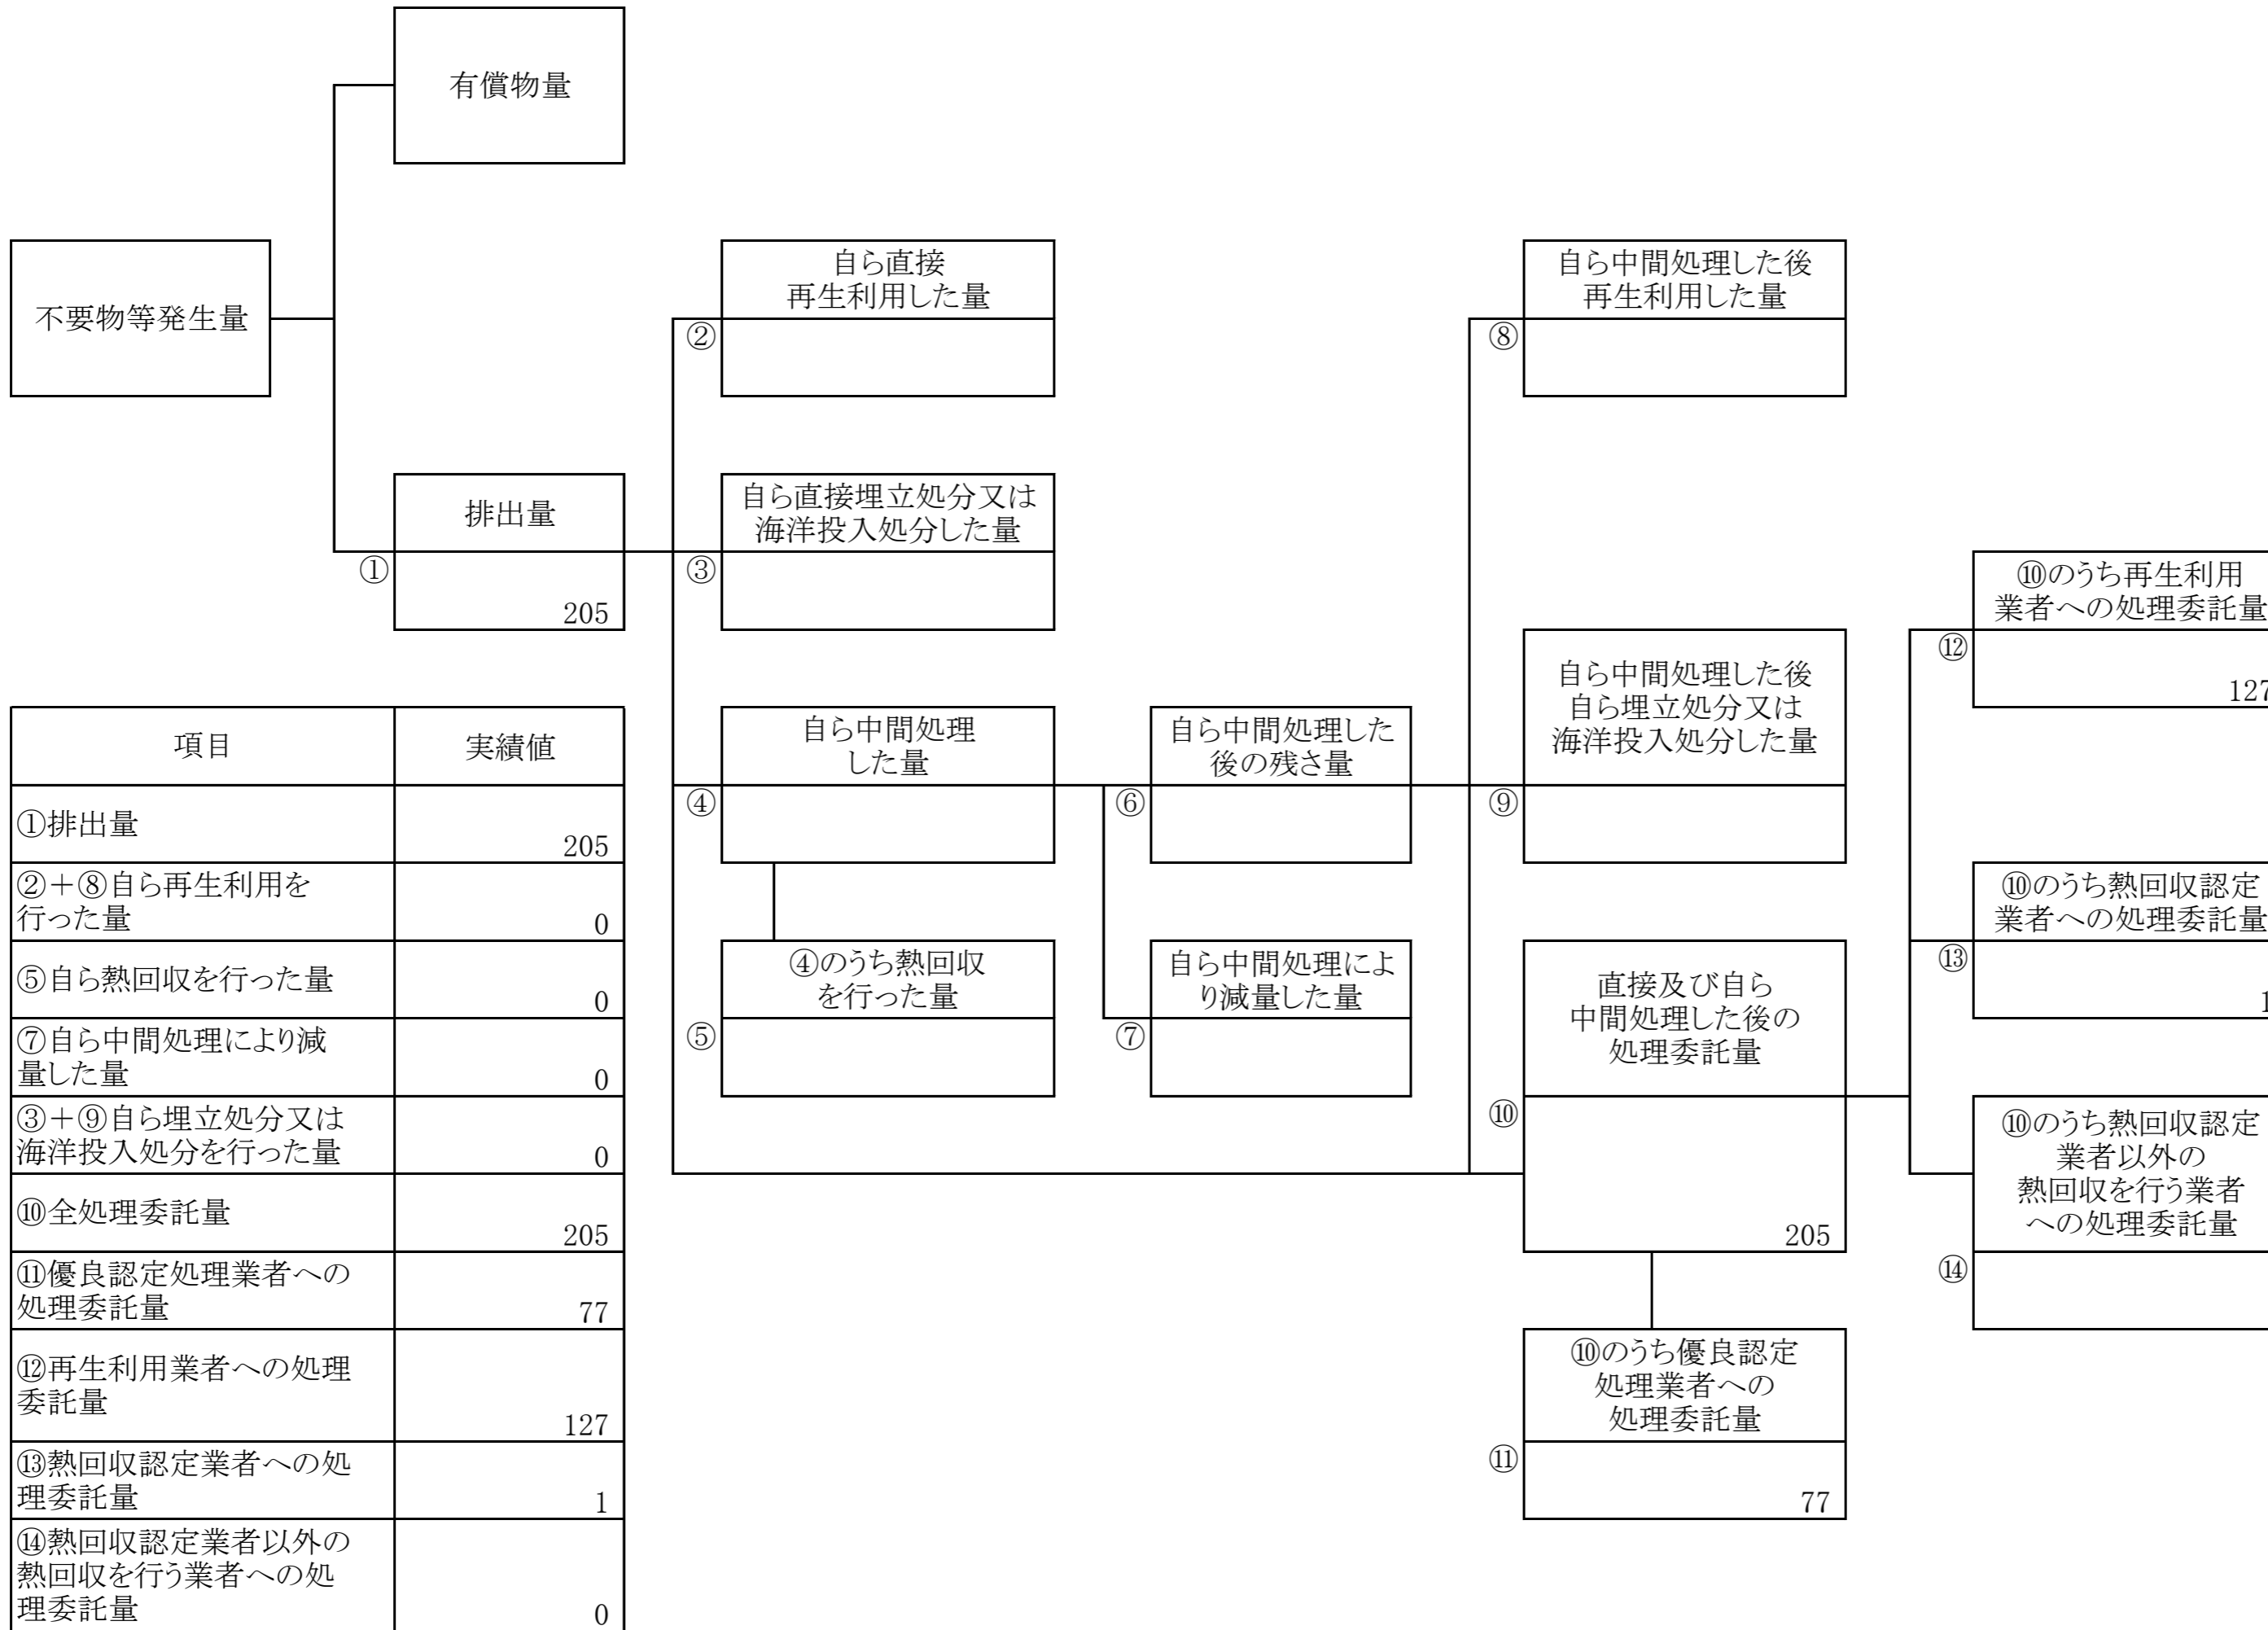 有償物量
不要物等発生量
自ら直接
再生利用した量
②
自ら中間処理した後
再生利用した量
⑧
排出量
①
205
自ら直接埋立処分又は
海洋投入処分した量
③
⑩のうち再生利用
業者への処理委託量
⑫
127
自ら中間処理
した量
④
自ら中間処理した
後の残さ量
⑥
自ら中間処理した後
自ら埋立処分又は
海洋投入処分した量
⑨
⑩のうち熱回収認定
業者への処理委託量
⑬
1
④のうち熱回収
を行った量
⑤
自ら中間処理によ
り減量した量
⑦
直接及び自ら
中間処理した後の
処理委託量
⑩
205
⑩のうち熱回収認定
業者以外の
熱回収を行う業者
への処理委託量
⑭
⑩のうち優良認定
処理業者への
処理委託量
⑪
77
項目
実績値
①排出量
205
②＋⑧自ら再生利用を
行った量
0
⑤自ら熱回収を行った量
0
⑦自ら中間処理により減
量した量
0
③＋⑨自ら埋立処分又は
海洋投入処分を行った量
0
⑩全処理委託量
205
⑪優良認定処理業者への
処理委託量
77
⑫再生利用業者への処理
委託量
127
⑬熱回収認定業者への処
理委託量
1
⑭熱回収認定業者以外の
熱回収を行う業者への処
理委託量
0